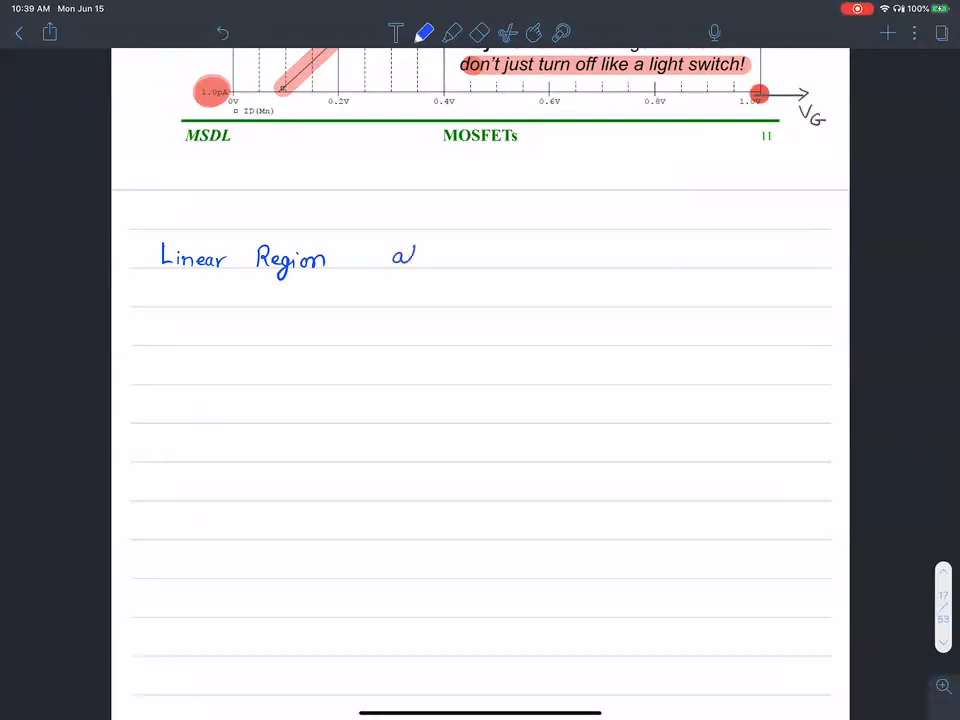 10:39 AM Mon Jun 15 100%
T
don't just turn off like a light switch!
1.0pA
0V 0.2V 0.4V 0.6V 0.8V 1.0V
ID(Mn)
VG
MSDL MOSFETs 11
Linear Region a
17
53